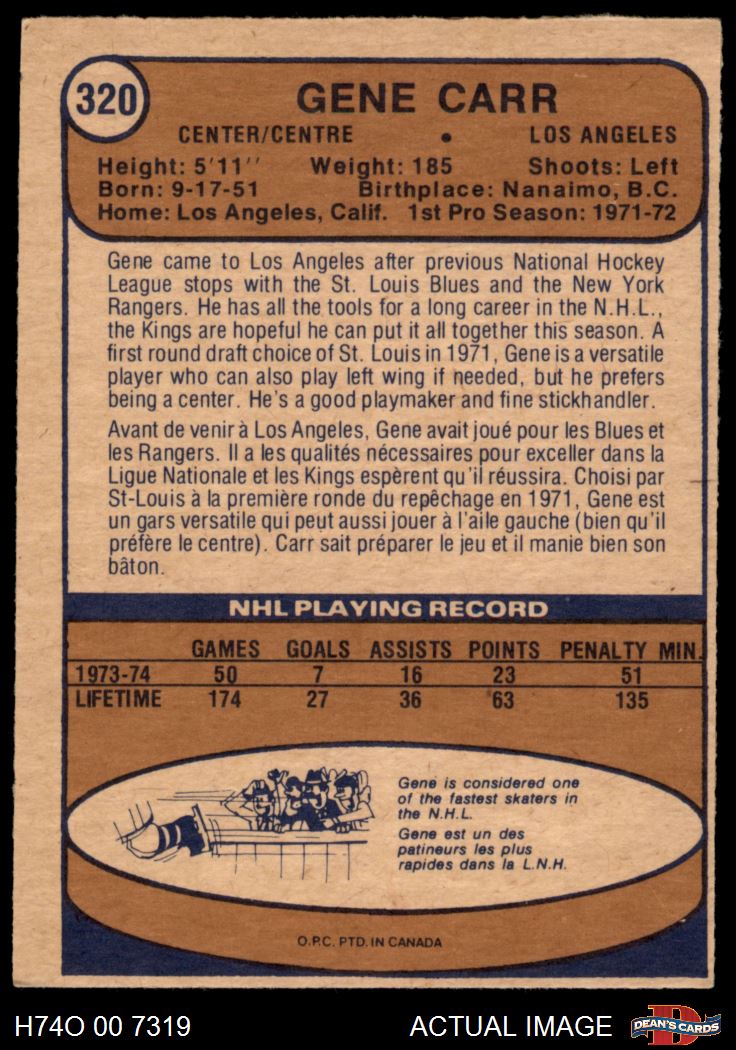 320
GENE CARR
CENTER/CENTRE • LOS ANGELES
Height: 5'11'' Weight: 185 Shoots: Left
Born: 9-17-51 Birthplace: Nanaimo, B.C.
Home: Los Angeles, Calif. 1st Pro Season: 1971-72
Gene came to Los Angeles after previous National Hockey
League stops with the St. Louis Blues and the New York
Rangers. He has all the tools for a long career in the N.H.L.,
the Kings are hopeful he can put it all together this season. A
first round draft choice of St. Louis in 1971, Gene is a versatile
player who can also play left wing if needed, but he prefers
being a center. He's a good playmaker and fine stickhandler.
Avant de venir à Los Angeles, Gene avait joué pour les Blues et
les Rangers. Il a les qualités nécessaires pour exceller dans la
Ligue Nationale et les Kings espèrent qu'il réussira. Choisi par
St-Louis à la première ronde du repêchage en 1971, Gene est
un gars versatile qui peut aussi jouer à l'aile gauche (bien qu'il
préfère le centre). Carr sait préparer le jeu et il manie bien son
bâton.
NHL PLAYING RECORD
GAMES GOALS ASSISTS POINTS PENALTY MIN.
1973-74 50 7 16 23 51
LIFETIME 174 27 36 63 135
Gene is considered one
of the fastest skaters in
the N.H.L.
Gene est un des
patineurs les plus
rapides dans la L.N.H.
O.P.C. PTD. IN CANADA
H74O 00 7319 ACTUAL IMAGE
D
DEAN'S CARDS